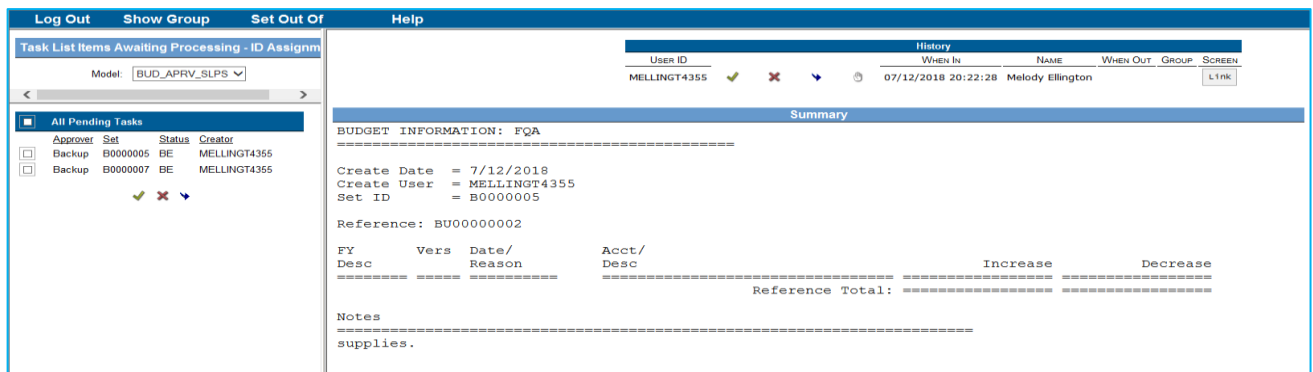 Log Out Show Group Set Out Of Help
Task List Items Awaiting Processing - ID Assignm
Model: BUD_APRV_SLPS
All Pending Tasks
Approver Set Status Creator
Backup B0000005 BE MELLINGT4355
Backup B0000007 BE MELLINGT4355
History
USER ID WHEN IN NAME WHEN OUT GROUP SCREEN
MELLINGT4355 07/12/2018 20:22:28 Melody Ellington Link
Summary
BUDGET INFORMATION: FQA
=============================================
Create Date = 7/12/2018
Create User = MELLINGT4355
Set ID = B0000005
Reference: BU00000002
FY Vers Date/ Acct/
Desc Reason Desc Increase Decrease
======== ===== ========== ================================= ================= =================
Reference Total: ================= =================
Notes
========================================================================
supplies.